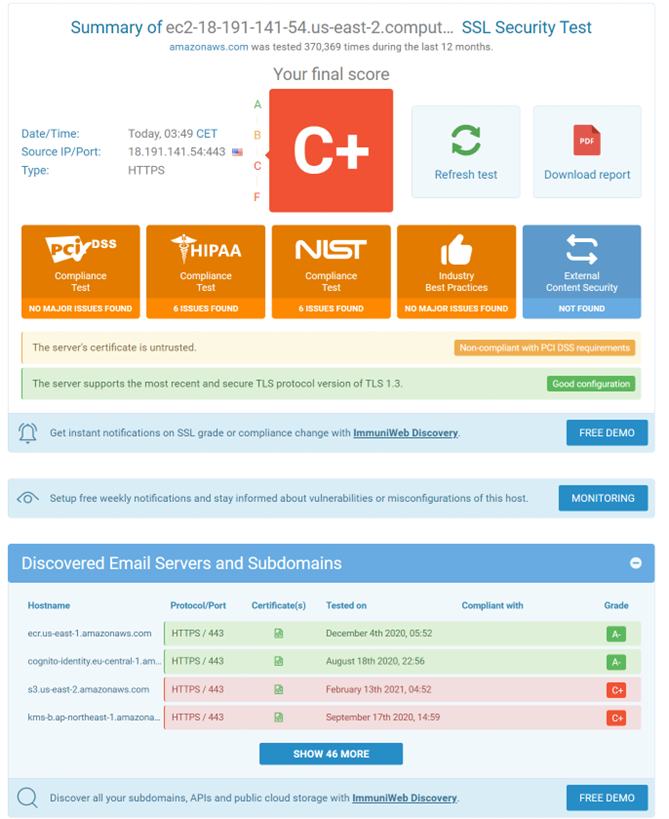 Summary of ec2-18-191-141-54.us-east-2.comput... SSL Security Test
amazonaws.com was tested 370,369 times during the last 12 months.
Your final score
A
B
C
F
C+
Date/Time: Today, 03:49 CET
Source IP/Port: 18.191.141.54:443
Type: HTTPS
Refresh test
PDF
Download report
PCI DSS
Compliance
Test
NO MAJOR ISSUES FOUND
HIPAA
Compliance
Test
6 ISSUES FOUND
NIST
Compliance
Test
6 ISSUES FOUND
Industry
Best Practices
NO MAJOR ISSUES FOUND
External
Content Security
NOT FOUND
The server's certificate is untrusted. Non-compliant with PCI DSS requirements
The server supports the most recent and secure TLS protocol version of TLS 1.3. Good configuration
Get instant notifications on SSL grade or compliance change with ImmuniWeb Discovery. FREE DEMO
Setup free weekly notifications and stay informed about vulnerabilities or misconfigurations of this host. MONITORING
Discovered Email Servers and Subdomains
Hostname Protocol/Port Certificate(s) Tested on Compliant with Grade
ecr.us-east-1.amazonaws.com HTTPS / 443 December 4th 2020, 05:52 A-
cognito-identity.eu-central-1.am... HTTPS / 443 August 18th 2020, 22:56 A-
s3.us-east-2.amazonaws.com HTTPS / 443 February 13th 2021, 04:52 C+
kms-b.ap-northeast-1.amazona... HTTPS / 443 September 17th 2020, 14:59 C+
SHOW 46 MORE
Discover all your subdomains, APIs and public cloud storage with ImmuniWeb Discovery. FREE DEMO